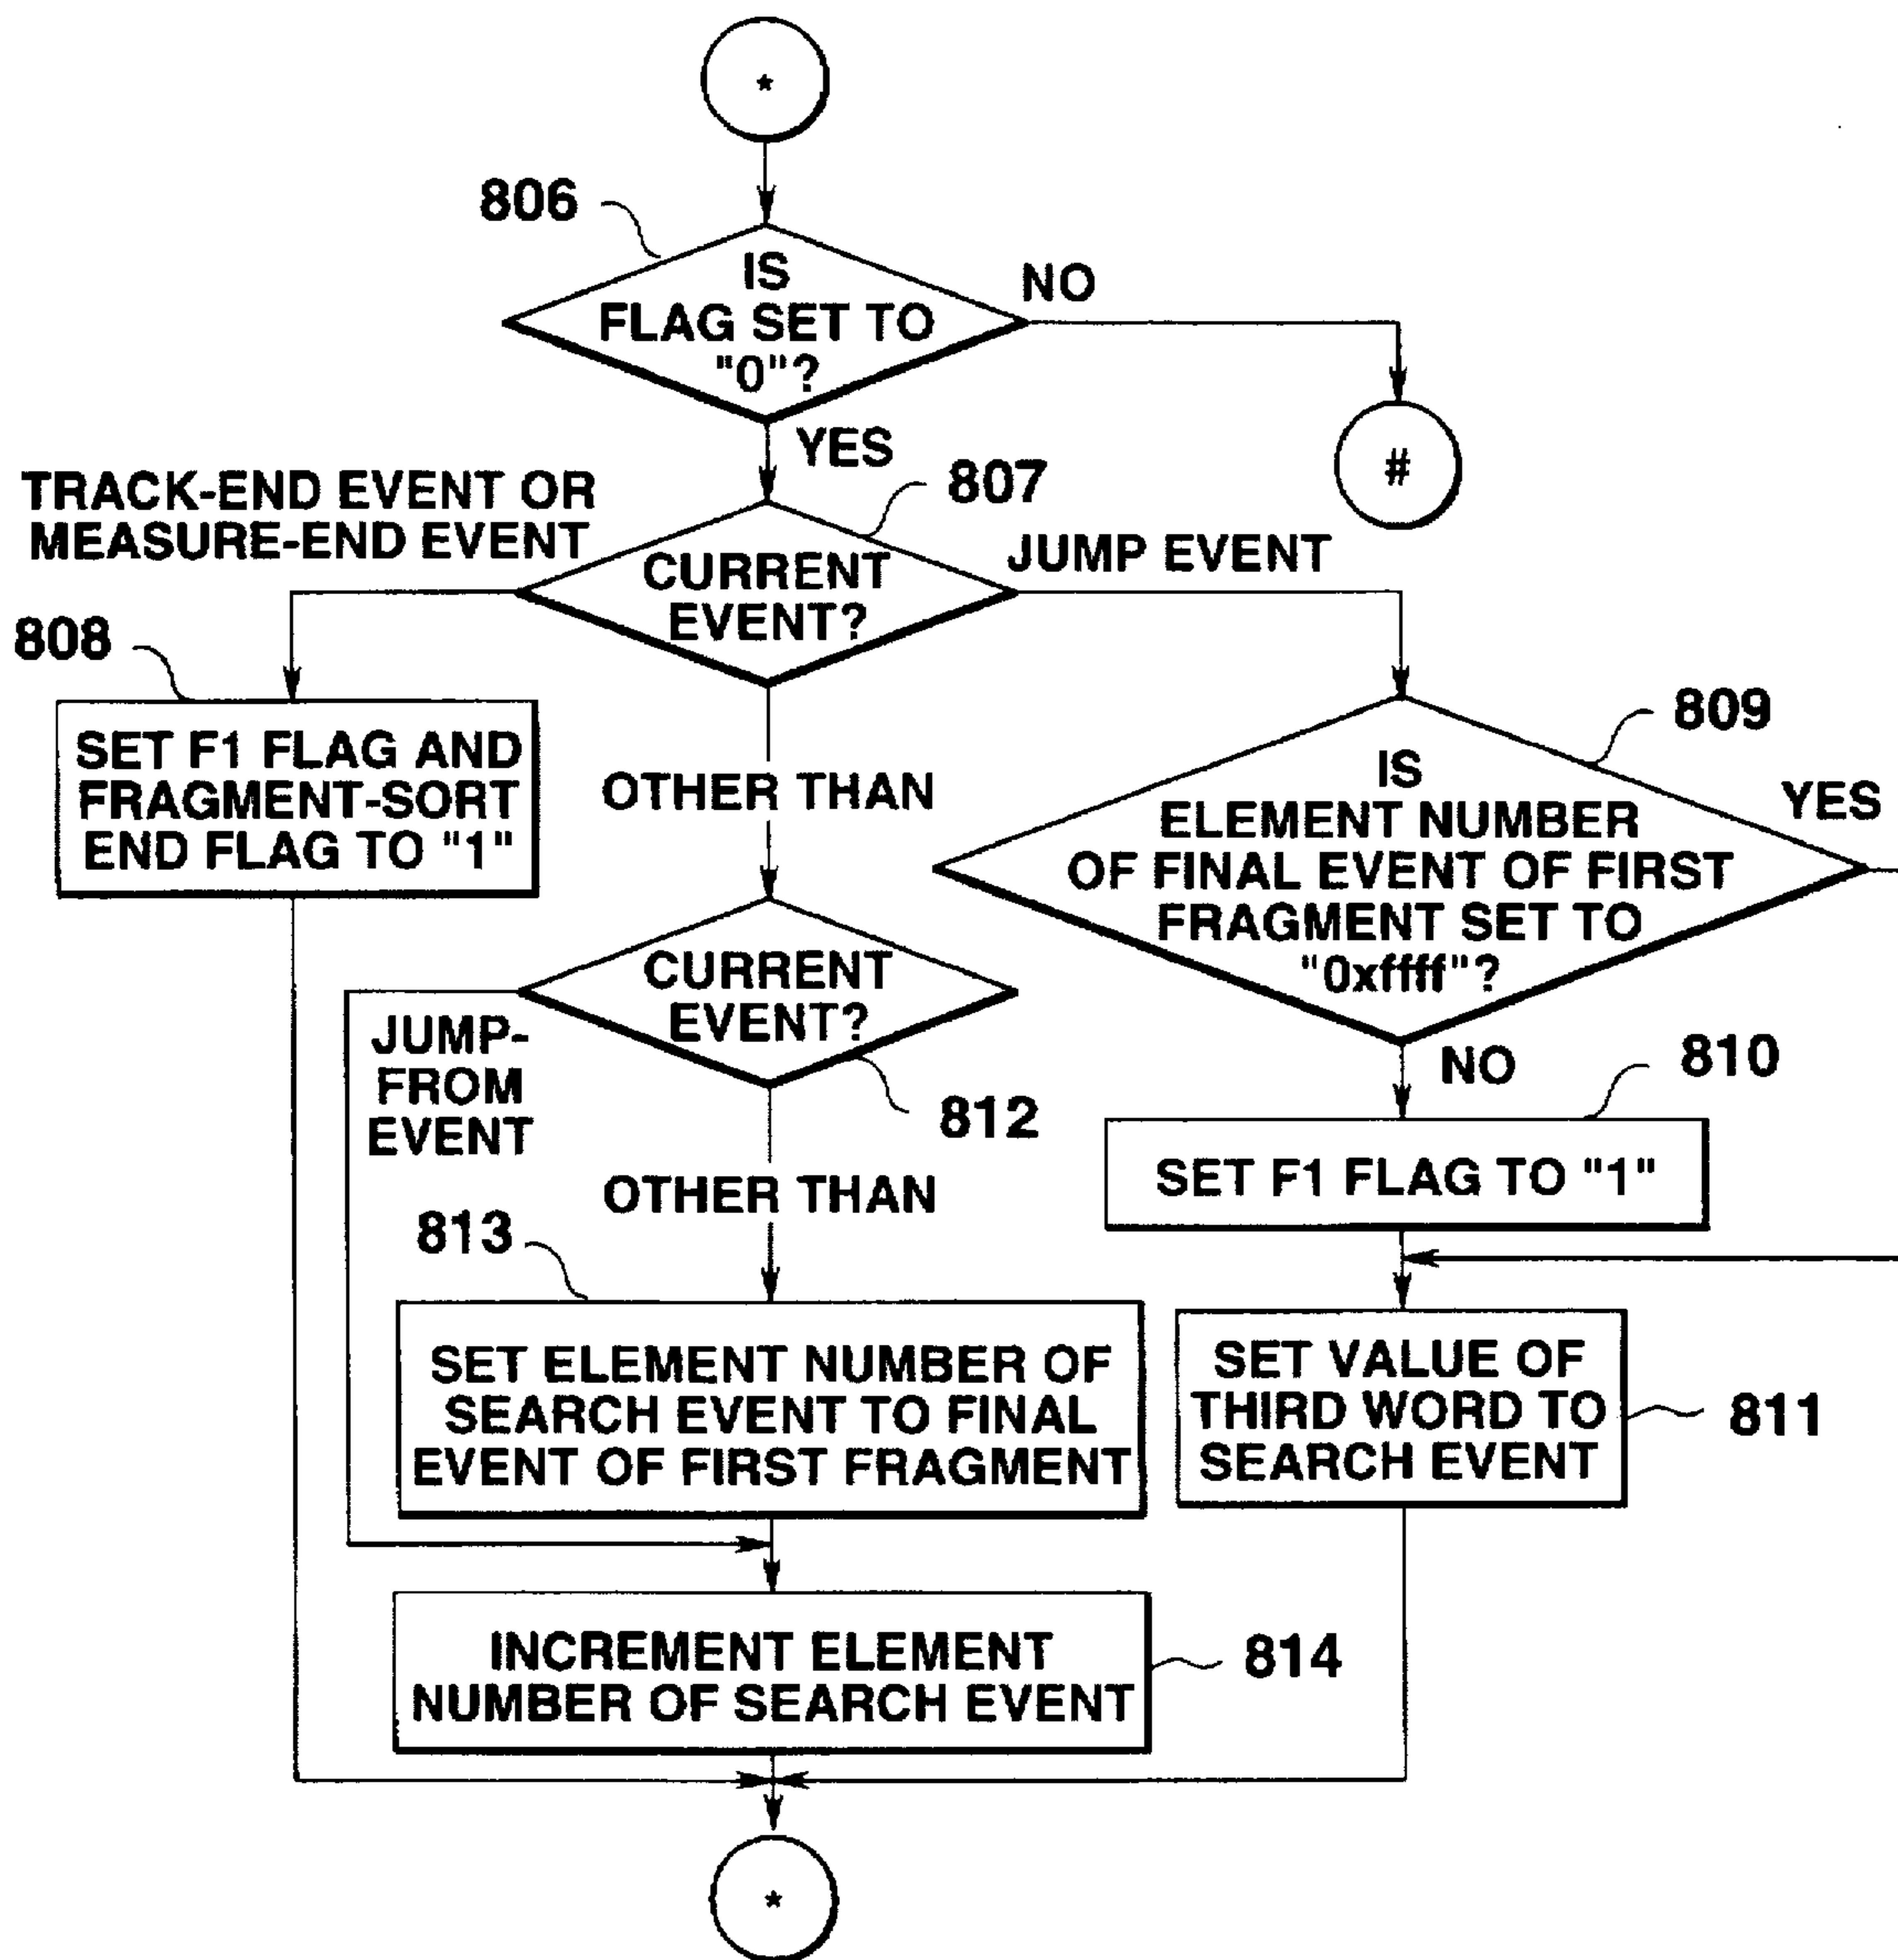 *
806
IS
FLAG SET TO
"0"?
NO
#
YES
TRACK-END EVENT OR
MEASURE-END EVENT
807
CURRENT
EVENT?
JUMP EVENT
808
SET F1 FLAG AND
FRAGMENT-SORT
END FLAG TO "1"
OTHER THAN
809
IS
ELEMENT NUMBER
OF FINAL EVENT OF FIRST
FRAGMENT SET TO
"0xffff"?
YES
CURRENT
EVENT?
812
JUMP-
FROM
EVENT
NO
810
SET F1 FLAG TO "1"
OTHER THAN
813
SET ELEMENT NUMBER OF
SEARCH EVENT TO FINAL
EVENT OF FIRST FRAGMENT
SET VALUE OF
THIRD WORD TO
SEARCH EVENT
811
INCREMENT ELEMENT
NUMBER OF SEARCH EVENT
814
*